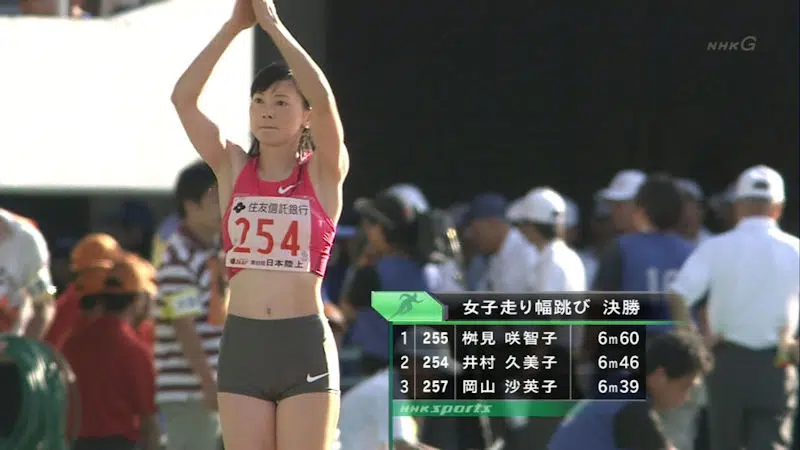 NHK G
住友信託銀行
254
日本陸上
女子走り幅跳び 決勝
1 255 桝見 咲智子 6m60
2 254 井村 久美子 6m46
3 257 岡山 沙英子 6m39
NHK sports